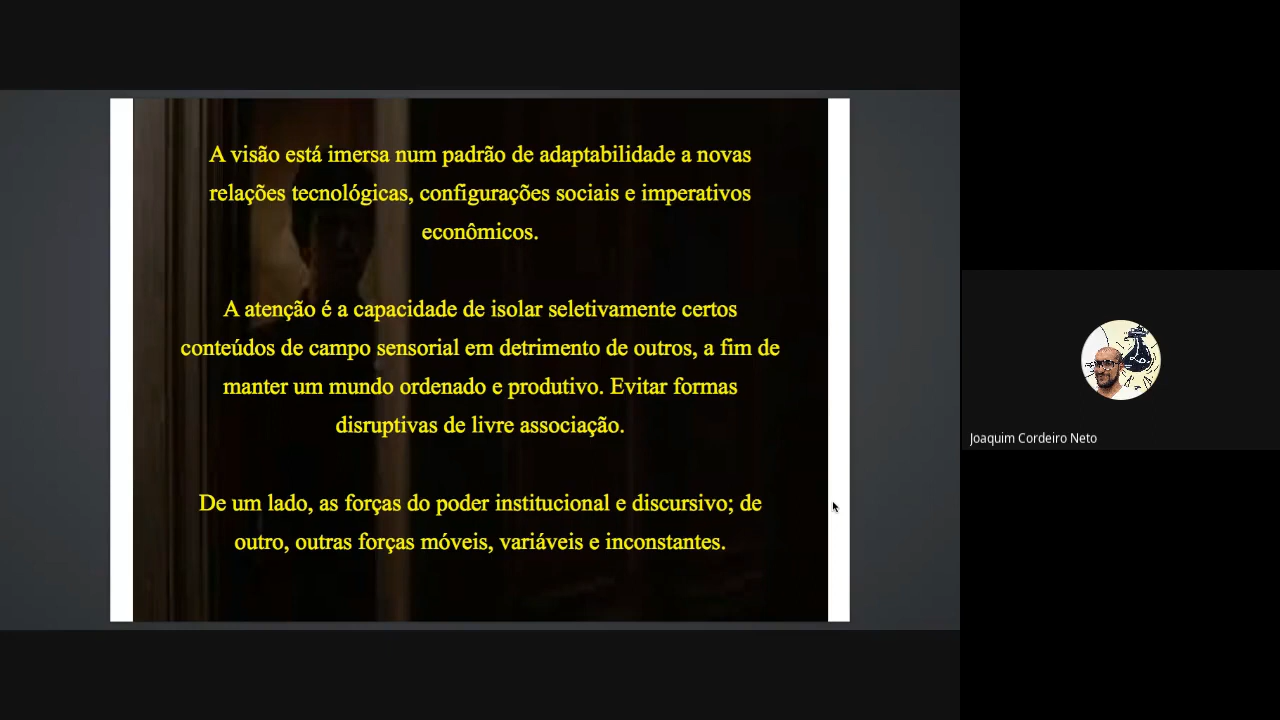 A visão está imersa num padrão de adaptabilidade a novas
relações tecnológicas, configurações sociais e imperativos
econômicos.
A atenção é a capacidade de isolar seletivamente certos
conteúdos de campo sensorial em detrimento de outros, a fim de
manter um mundo ordenado e produtivo. Evitar formas
disruptivas de livre associação.
De um lado, as forças do poder institucional e discursivo; de
outro, outras forças móveis, variáveis e inconstantes.
Joaquim Cordeiro Neto